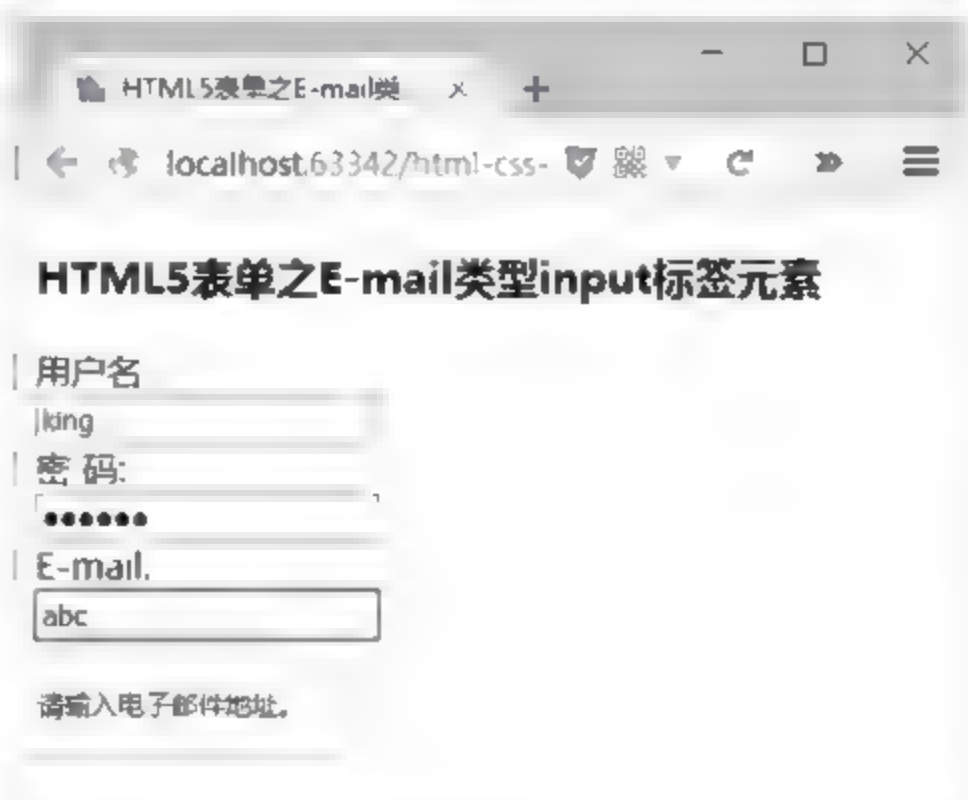 HTML5表单之E-mail类
localhost:63342/html-css-
HTML5表单之E-mail类型input标签元素
用户名
king
密 码:
E-mail:
abc
请输入电子邮件地址。